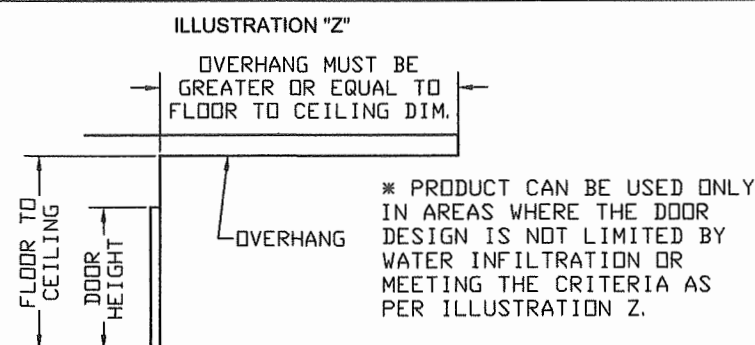 ILLUSTRATION "Z"
OVERHANG MUST BE
GREATER OR EQUAL TO
FLOOR TO CEILING DIM.
FLOOR TO
CEILING
DOOR
HEIGHT
OVERHANG
* PRODUCT CAN BE USED ONLY
IN AREAS WHERE THE DOOR
DESIGN IS NOT LIMITED BY
WATER INFILTRATION OR
MEETING THE CRITERIA AS
PER ILLUSTRATION Z.